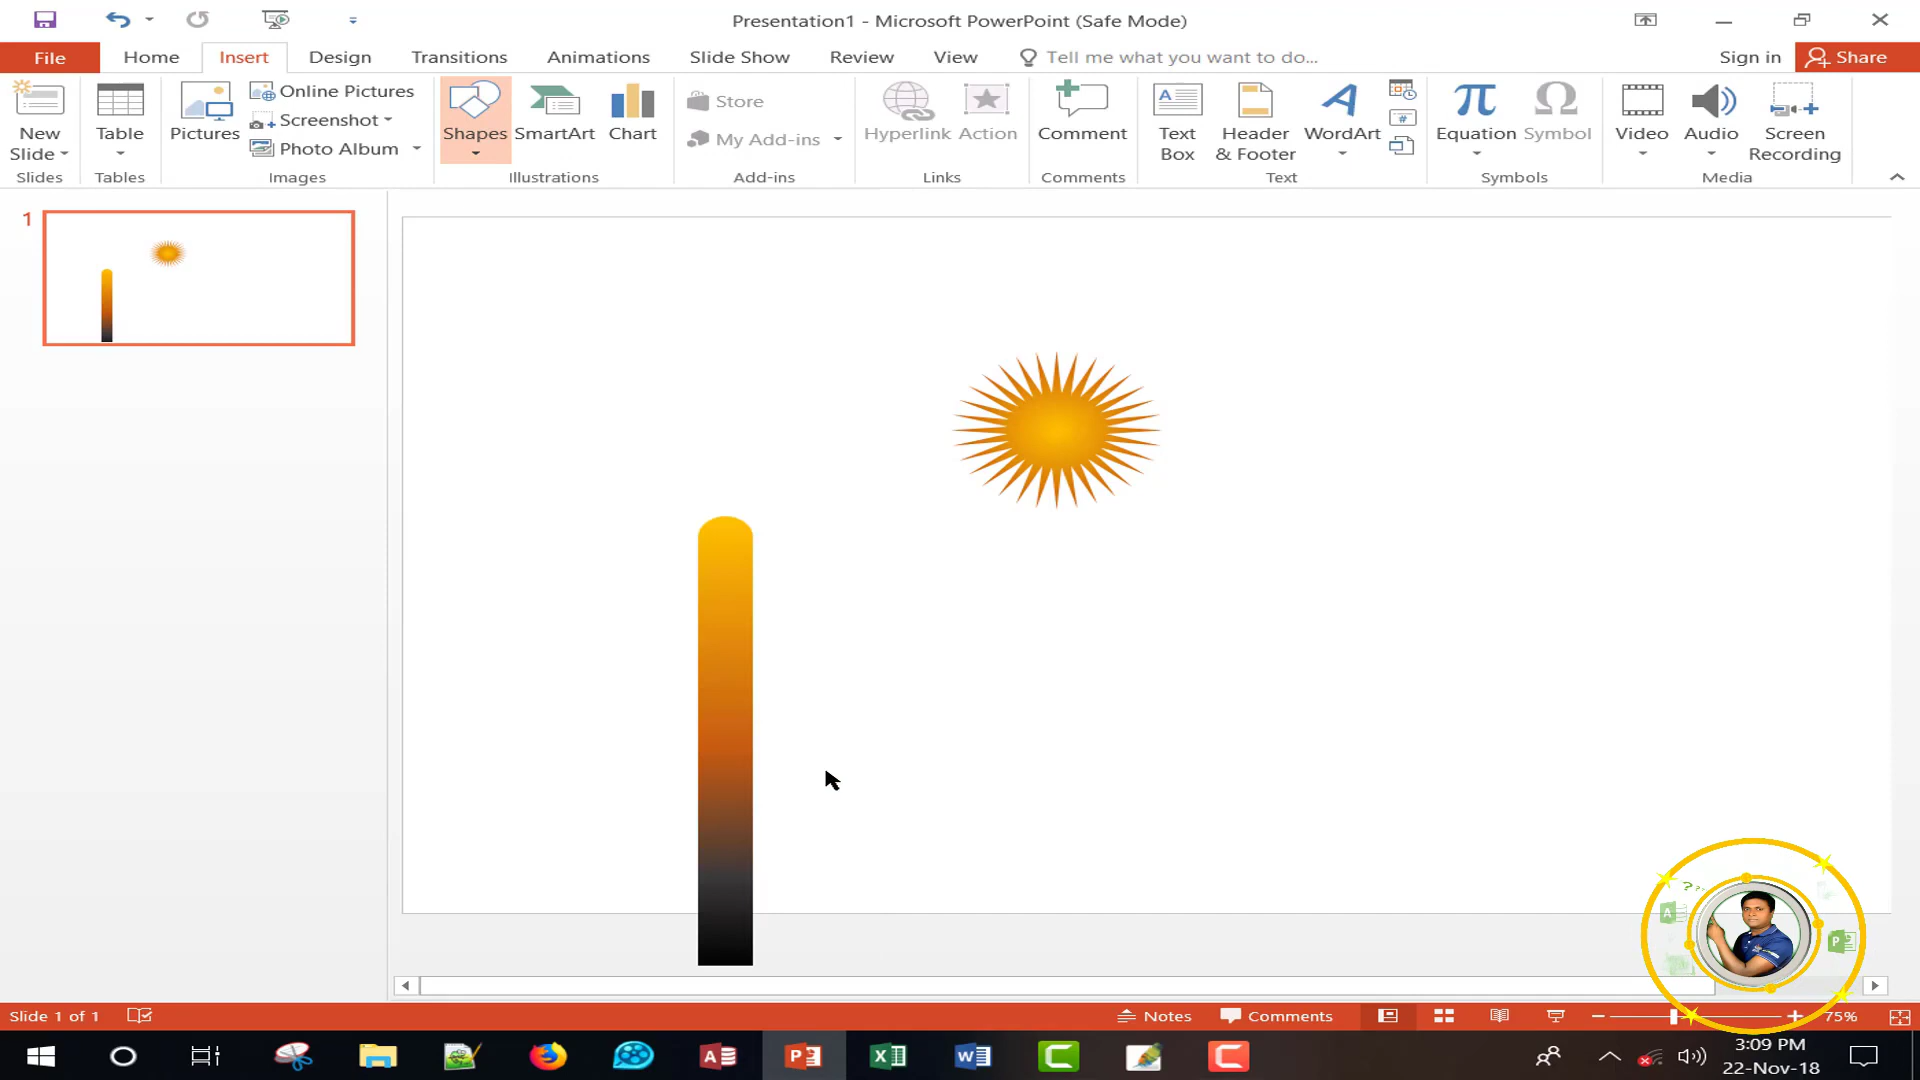 Presentation1 - Microsoft PowerPoint (Safe Mode)
File Home Insert Design Transitions Animations Slide Show Review View Tell me what you want to do... Sign in Share
New Slide
Table
Pictures
Online Pictures
Screenshot
Photo Album
Shapes
SmartArt
Chart
Store
My Add-ins
Hyperlink
Action
Comment
Text Box
Header & Footer
WordArt
Equation
Symbol
Video
Audio
Screen Recording
Slides Tables Images Illustrations Add-ins Links Comments Text Symbols Media
1
Slide 1 of 1
Notes Comments 75%
3:09 PM
22-Nov-18